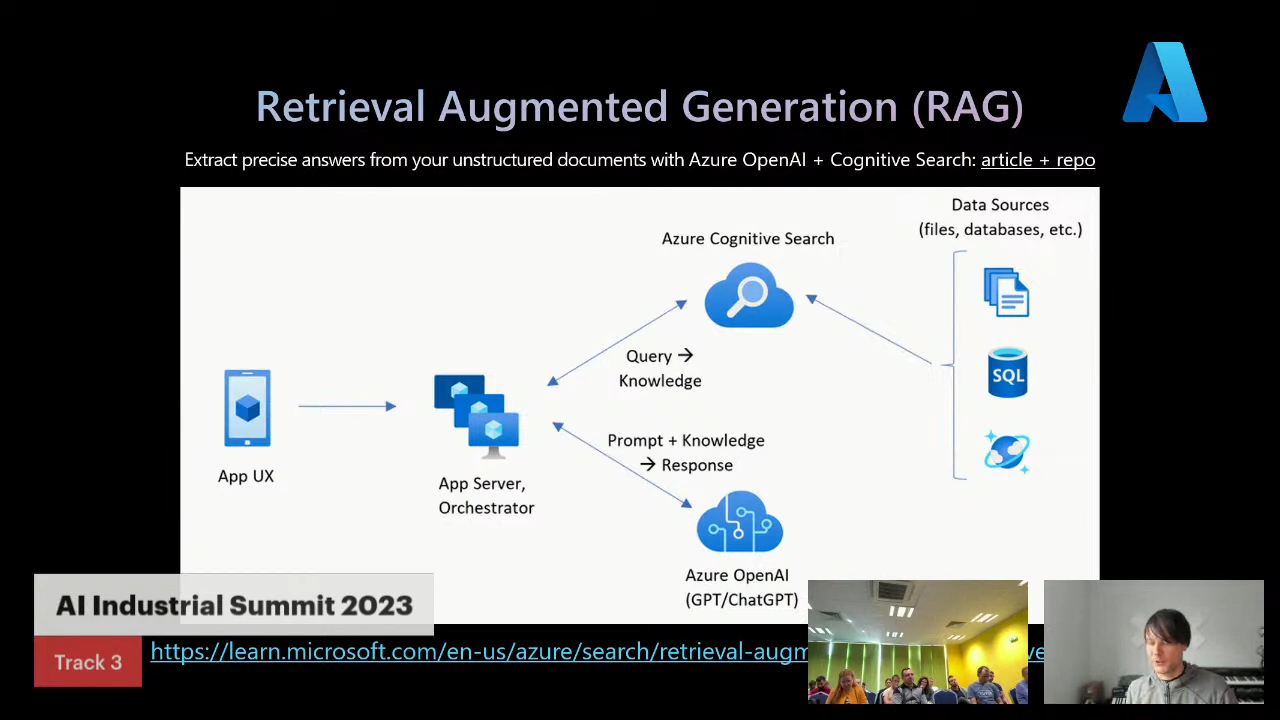 Retrieval Augmented Generation (RAG)
Extract precise answers from your unstructured documents with Azure OpenAI + Cognitive Search: article + repo
Data Sources
(files, databases, etc.)
Azure Cognitive Search
Query →
Knowledge
SQL
Prompt + Knowledge
→ Response
App UX
App Server,
Orchestrator
Azure OpenAI
(GPT/ChatGPT)
AI Industrial Summit 2023
Track 3
https://learn.microsoft.com/en-us/azure/search/retrieval-augm